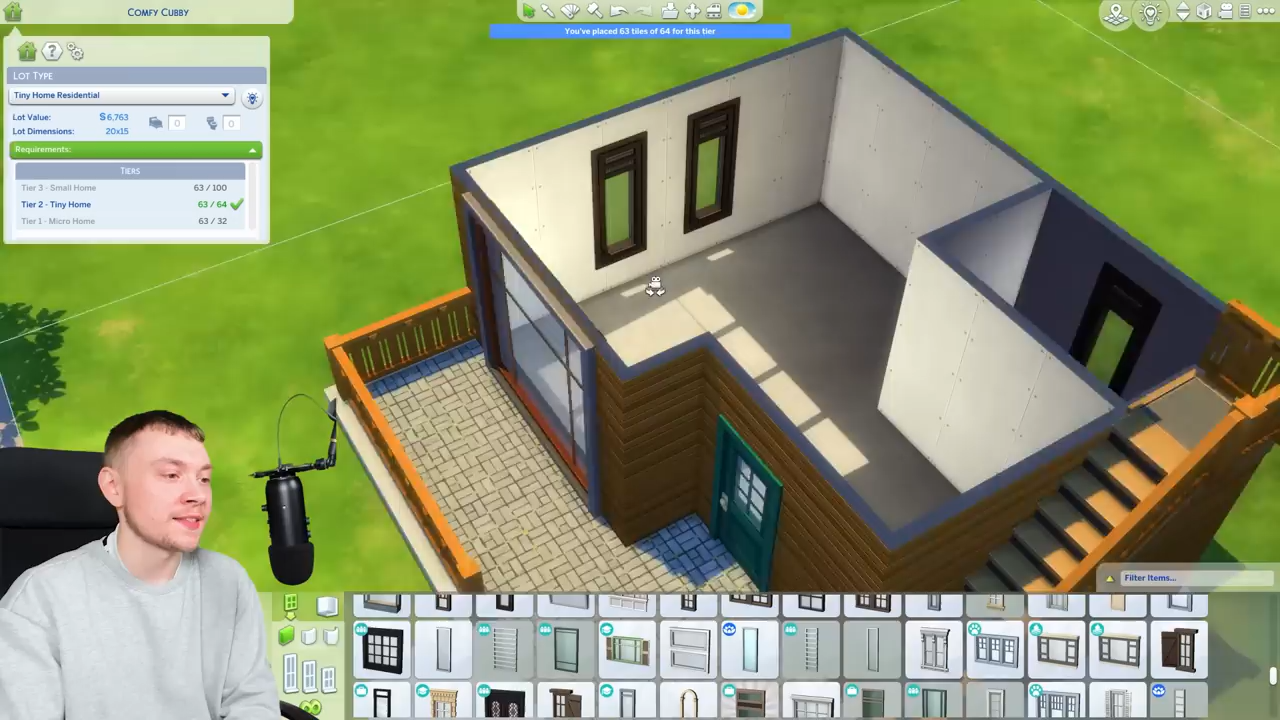 COMFY CUBBY
You've placed 63 tiles of 64 for this tier
LOT TYPE
Tiny Home Residential
Lot Value: §6,763
0
0
Lot Dimensions: 20x15
Requirements:
TIERS
Tier 3 - Small Home 63 / 100
Tier 2 - Tiny Home 63 / 64
Tier 1 - Micro Home 63 / 32
Filter Items...